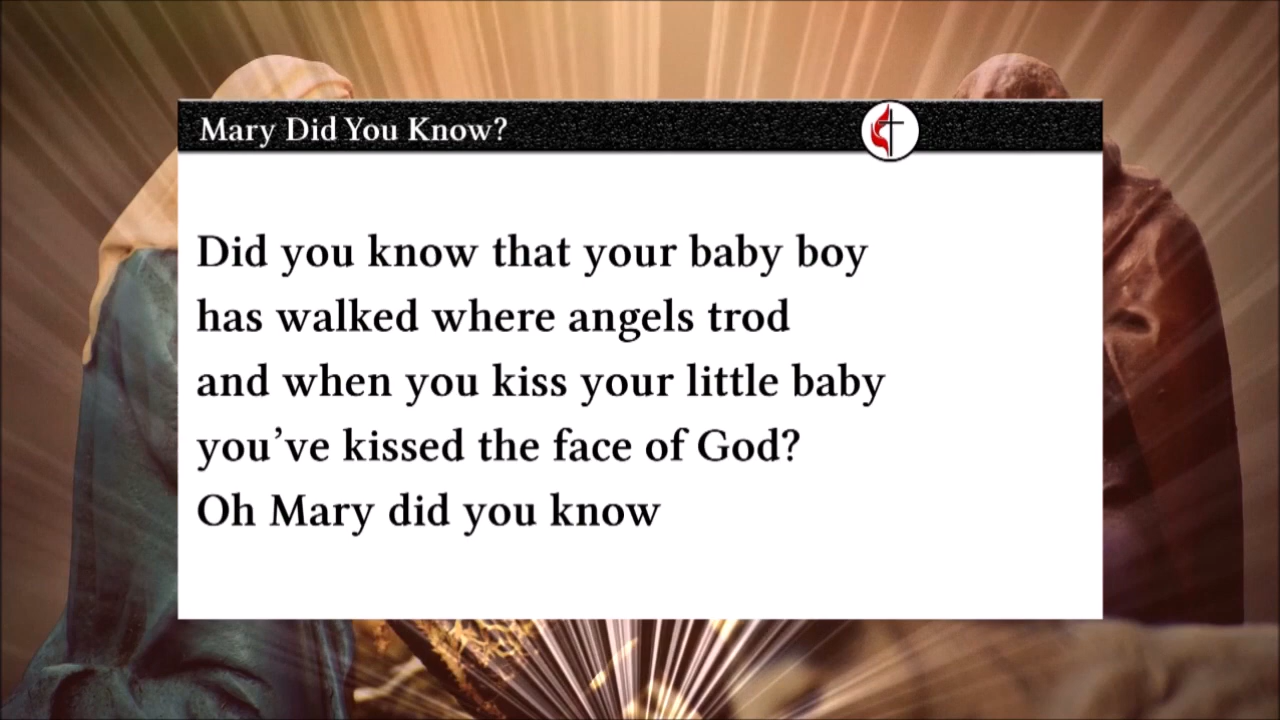 Mary Did You Know?
Did you know that your baby boy
has walked where angels trod
and when you kiss your little baby
you’ve kissed the face of God?
Oh Mary did you know